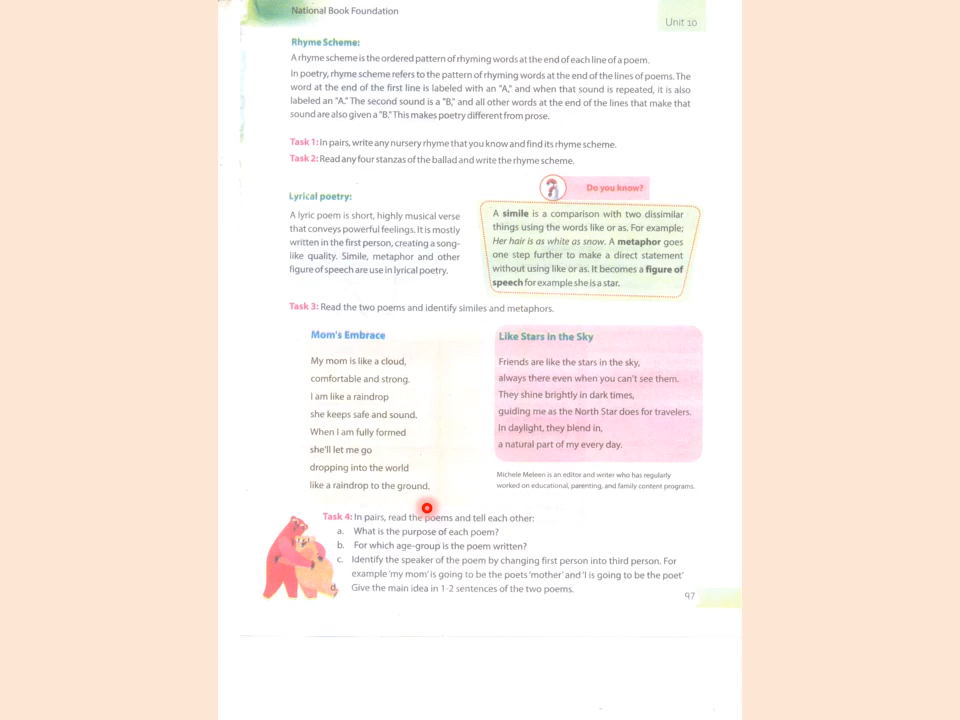 National Book Foundation
Unit 10
Rhyme Scheme:
A rhyme scheme is the ordered pattern of rhyming words at the end of each line of a poem.
In poetry, rhyme scheme refers to the pattern of rhyming words at the end of the lines of poems. The
word at the end of the first line is labeled with an "A," and when that sound is repeated, it is also
labeled an "A." The second sound is a "B," and all other words at the end of the lines that make that
sound are also given a "B." This makes poetry different from prose.
Task 1: In pairs, write any nursery rhyme that you know and find its rhyme scheme.
Task 2: Read any four stanzas of the ballad and write the rhyme scheme.
Lyrical poetry:
A lyric poem is short, highly musical verse
that conveys powerful feelings. It is mostly
written in the first person, creating a song-
like quality. Simile, metaphor and other
figure of speech are use in lyrical poetry.
Do you know?
A simile is a comparison with two dissimilar
things using the words like or as. For example;
Her hair is as white as snow. A metaphor goes
one step further to make a direct statement
without using like or as. It becomes a figure of
speech for example she is a star.
Task 3: Read the two poems and identify similes and metaphors.
Mom's Embrace
My mom is like a cloud,
comfortable and strong.
I am like a raindrop
she keeps safe and sound.
When I am fully formed
she'll let me go
dropping into the world
like a raindrop to the ground.
Like Stars in the Sky
Friends are like the stars in the sky,
always there even when you can't see them.
They shine brightly in dark times,
guiding me as the North Star does for travelers.
In daylight, they blend in,
a natural part of my every day.
Michele Meleen is an editor and writer who has regularly
worked on educational, parenting, and family content programs.
Task 4: In pairs, read the poems and tell each other:
a. What is the purpose of each poem?
b. For which age-group is the poem written?
c. Identify the speaker of the poem by changing first person into third person. For
example 'my mom' is going to be the poets 'mother' and 'I is going to be the poet'
d. Give the main idea in 1-2 sentences of the two poems.
97